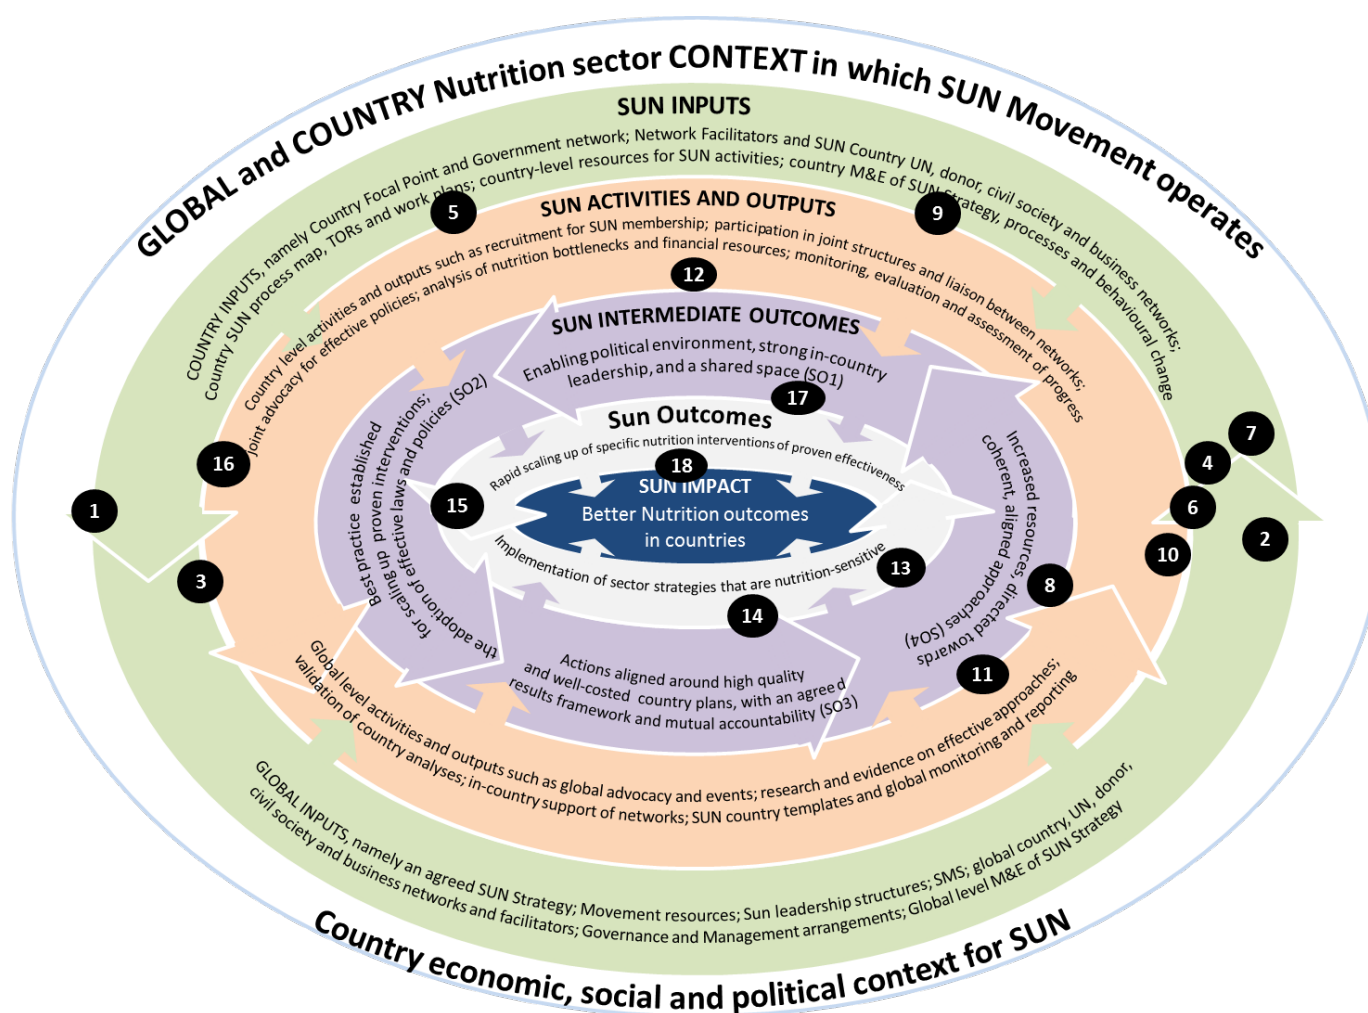 GLOBAL and COUNTRY Nutrition sector CONTEXT in which SUN Movement operates
SUN INPUTS
COUNTRY INPUTS, namely Country Focal Point and Government network; Network Facilitators and SUN Country UN, donor, civil society and business networks;
Country SUN process map, TORs and work plans; country-level resources for SUN activities; country M&E of SUN Strategy, processes and behavioural change
5
9
SUN ACTIVITIES AND OUTPUTS
Country level activities and outputs such as recruitment for SUN membership; participation in joint structures and liaison between networks;
joint advocacy for effective policies; analysis of nutrition bottlenecks and financial resources; monitoring, evaluation and assessment of progress
12
SUN INTERMEDIATE OUTCOMES
Enabling political environment, strong in-country
leadership, and a shared space (SO1)
17
Best practice established
for scaling up proven interventions;
the adoption of effective laws and policies (SO2)
Sun Outcomes
Rapid scaling up of specific nutrition interventions of proven effectiveness
18
SUN IMPACT
Better Nutrition outcomes
in countries
Implementation of sector strategies that are nutrition-sensitive
Increased resources, directed towards
coherent, aligned approaches (SO4)
16
15
1
3
7
4
6
2
10
13
8
14
11
Actions aligned around high quality
and well-costed country plans, with an agreed
results framework and mutual accountability (SO3)
Global level activities and outputs such as global advocacy and events; research and evidence on effective approaches;
validation of country analyses; in-country support of networks; SUN country templates and global monitoring and reporting
GLOBAL INPUTS, namely an agreed SUN Strategy; Movement resources; Sun leadership structures; SMS; global country, UN, donor,
civil society and business networks and facilitators; Governance and Management arrangements; Global level M&E of SUN Strategy
Country economic, social and political context for SUN